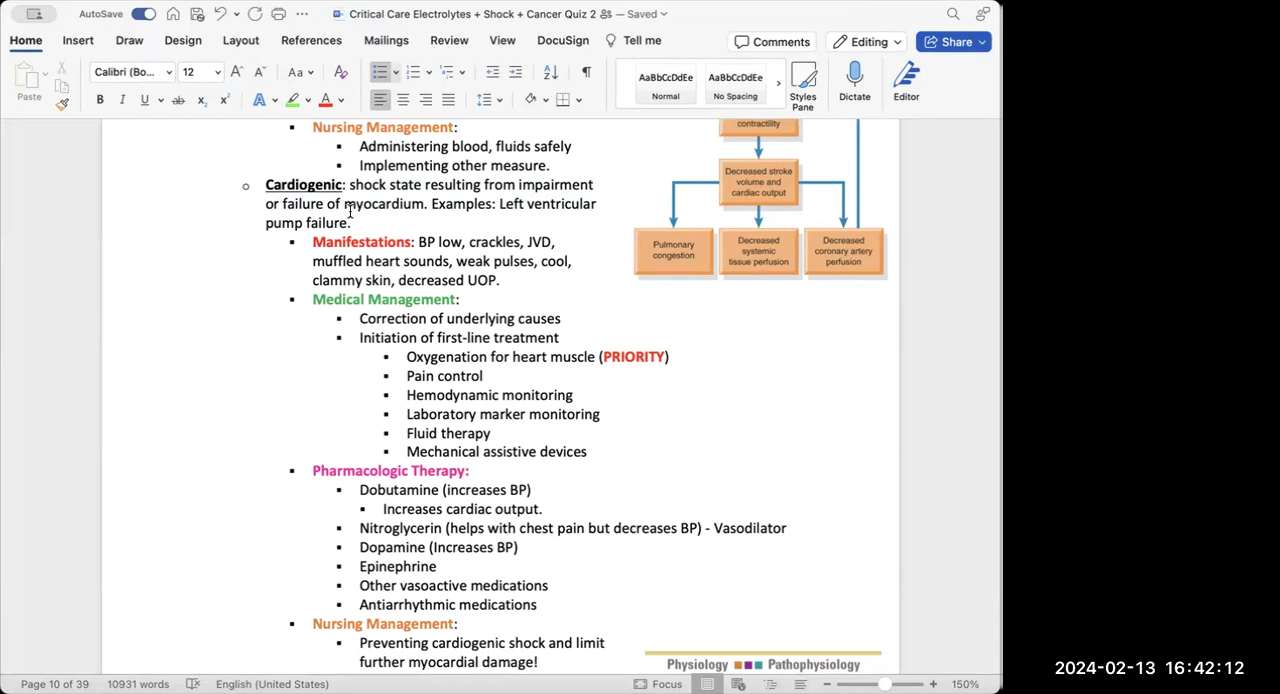 AutoSave
Critical Care Electrolytes + Shock + Cancer Quiz 2 — Saved
Home Insert Draw Design Layout References Mailings Review View DocuSign Tell me Comments Editing Share
Paste
Calibri (Bo... 12
AaBbCcDdEe AaBbCcDdEe
Normal No Spacing Styles Pane Dictate Editor
Nursing Management:
Administering blood, fluids safely
Implementing other measure.
Cardiogenic: shock state resulting from impairment
or failure of myocardium. Examples: Left ventricular
pump failure.
Manifestations: BP low, crackles, JVD,
muffled heart sounds, weak pulses, cool,
clammy skin, decreased UOP.
Medical Management:
Correction of underlying causes
Initiation of first-line treatment
Oxygenation for heart muscle (PRIORITY)
Pain control
Hemodynamic monitoring
Laboratory marker monitoring
Fluid therapy
Mechanical assistive devices
Pharmacologic Therapy:
Dobutamine (increases BP)
Increases cardiac output.
Nitroglycerin (helps with chest pain but decreases BP) - Vasodilator
Dopamine (Increases BP)
Epinephrine
Other vasoactive medications
Antiarrhythmic medications
Nursing Management:
Preventing cardiogenic shock and limit
further myocardial damage!
contractility
Decreased stroke
volume and
cardiac output
Pulmonary
congestion
Decreased
systemic
tissue perfusion
Decreased
coronary artery
perfusion
Physiology Pathophysiology
Page 10 of 39 10931 words English (United States) Focus 150%
2024-02-13 16:42:12